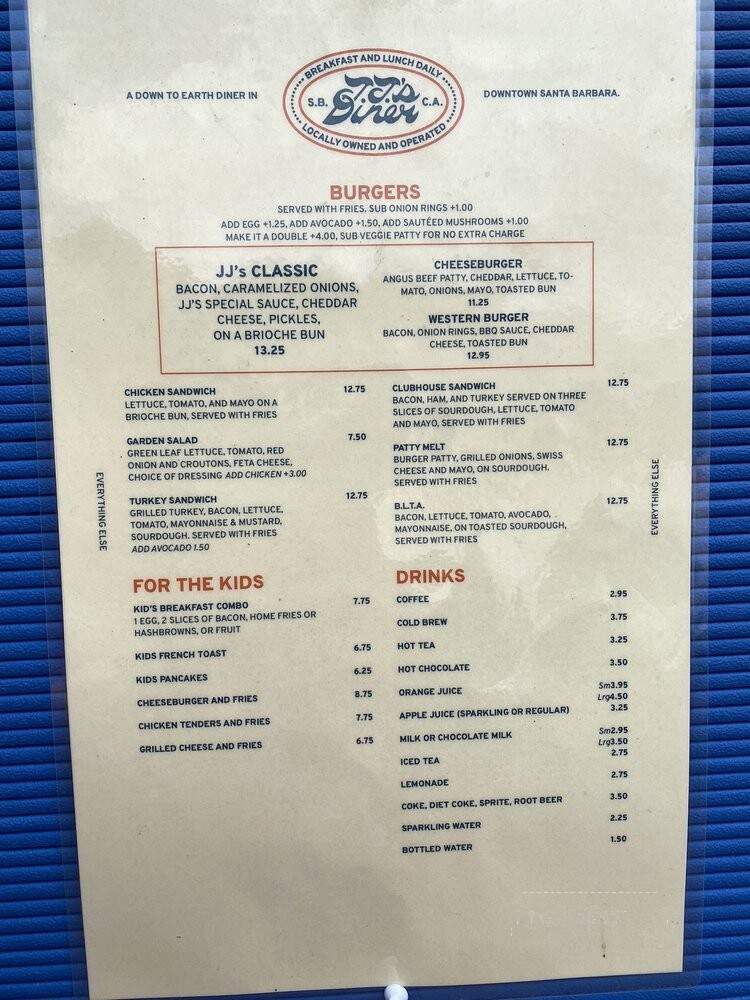 BREAKFAST AND LUNCH DAILY
A DOWN TO EARTH DINER IN
S.B. JJ's Diner C.A.
DOWNTOWN SANTA BARBARA.
LOCALLY OWNED AND OPERATED
BURGERS
SERVED WITH FRIES. SUB ONION RINGS +1.00
ADD EGG +1.25, ADD AVOCADO +1.50, ADD SAUTÉED MUSHROOMS +1.00
MAKE IT A DOUBLE +4.00, SUB VEGGIE PATTY FOR NO EXTRA CHARGE
JJ's CLASSIC
BACON, CARAMELIZED ONIONS,
JJ'S SPECIAL SAUCE, CHEDDAR
CHEESE, PICKLES,
ON A BRIOCHE BUN
13.25
CHEESEBURGER
ANGUS BEEF PATTY, CHEDDAR, LETTUCE, TO-
MATO, ONIONS, MAYO, TOASTED BUN
11.25
WESTERN BURGER
BACON, ONION RINGS, BBQ SAUCE, CHEDDAR
CHEESE, TOASTED BUN
12.95
EVERYTHING ELSE
CHICKEN SANDWICH 12.75
LETTUCE, TOMATO, AND MAYO ON A
BRIOCHE BUN, SERVED WITH FRIES
GARDEN SALAD 7.50
GREEN LEAF LETTUCE, TOMATO, RED
ONION AND CROUTONS, FETA CHEESE,
CHOICE OF DRESSING ADD CHICKEN +3.00
TURKEY SANDWICH 12.75
GRILLED TURKEY, BACON, LETTUCE,
TOMATO, MAYONNAISE & MUSTARD,
SOURDOUGH. SERVED WITH FRIES
ADD AVOCADO 1.50
CLUBHOUSE SANDWICH 12.75
BACON, HAM, AND TURKEY SERVED ON THREE
SLICES OF SOURDOUGH, LETTUCE, TOMATO
AND MAYO, SERVED WITH FRIES
PATTY MELT 12.75
BURGER PATTY, GRILLED ONIONS, SWISS
CHEESE AND MAYO, ON SOURDOUGH.
SERVED WITH FRIES
B.L.T.A. 12.75
BACON, LETTUCE, TOMATO, AVOCADO,
MAYONNAISE, ON TOASTED SOURDOUGH,
SERVED WITH FRIES
EVERYTHING ELSE
FOR THE KIDS
KID'S BREAKFAST COMBO 7.75
1 EGG, 2 SLICES OF BACON, HOME FRIES OR
HASHBROWNS, OR FRUIT
KIDS FRENCH TOAST 6.75
KIDS PANCAKES 6.25
CHEESEBURGER AND FRIES 8.75
CHICKEN TENDERS AND FRIES 7.75
GRILLED CHEESE AND FRIES 6.75
DRINKS
COFFEE 2.95
COLD BREW 3.75
HOT TEA 3.25
HOT CHOCOLATE 3.50
ORANGE JUICE Sm3.95
Lrg4.50
APPLE JUICE (SPARKLING OR REGULAR) 3.25
MILK OR CHOCOLATE MILK Sm2.95
Lrg3.50
ICED TEA 2.75
LEMONADE 2.75
COKE, DIET COKE, SPRITE, ROOT BEER 3.50
SPARKLING WATER 2.25
BOTTLED WATER 1.50